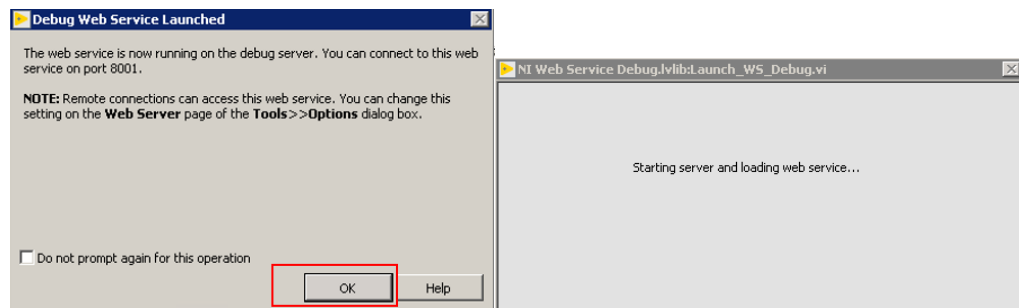 Debug Web Service Launched
The web service is now running on the debug server. You can connect to this web
service on port 8001.
NOTE: Remote connections can access this web service. You can change this
setting on the Web Server page of the Tools>>Options dialog box.
Do not prompt again for this operation
OK
Help
NI Web Service Debug.lvlib:Launch_WS_Debug.vi
Starting server and loading web service...